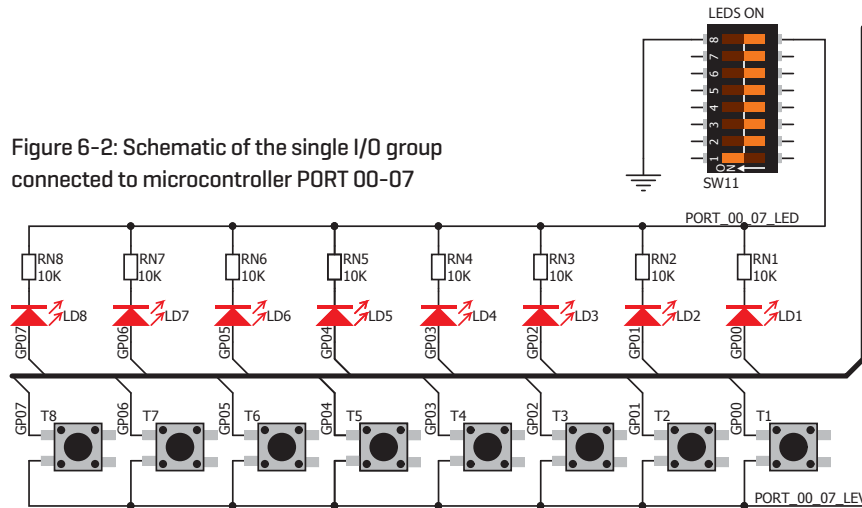 LEDS ON
8
7
6
5
4
3
2
1
ON
SW11
Figure 6-2: Schematic of the single I/O group
connected to microcontroller PORT 00-07
PORT_00_07_LED
RN8 RN7 RN6 RN5 RN4 RN3 RN2 RN1
10K 10K 10K 10K 10K 10K 10K 10K
LD8 LD7 LD6 LD5 LD4 LD3 LD2 LD1
GP07 GP06 GP05 GP04 GP03 GP02 GP01 GP00
GP07 GP06 GP05 GP04 GP03 GP02 GP01 GP00
T8 T7 T6 T5 T4 T3 T2 T1
PORT_00_07_LEV